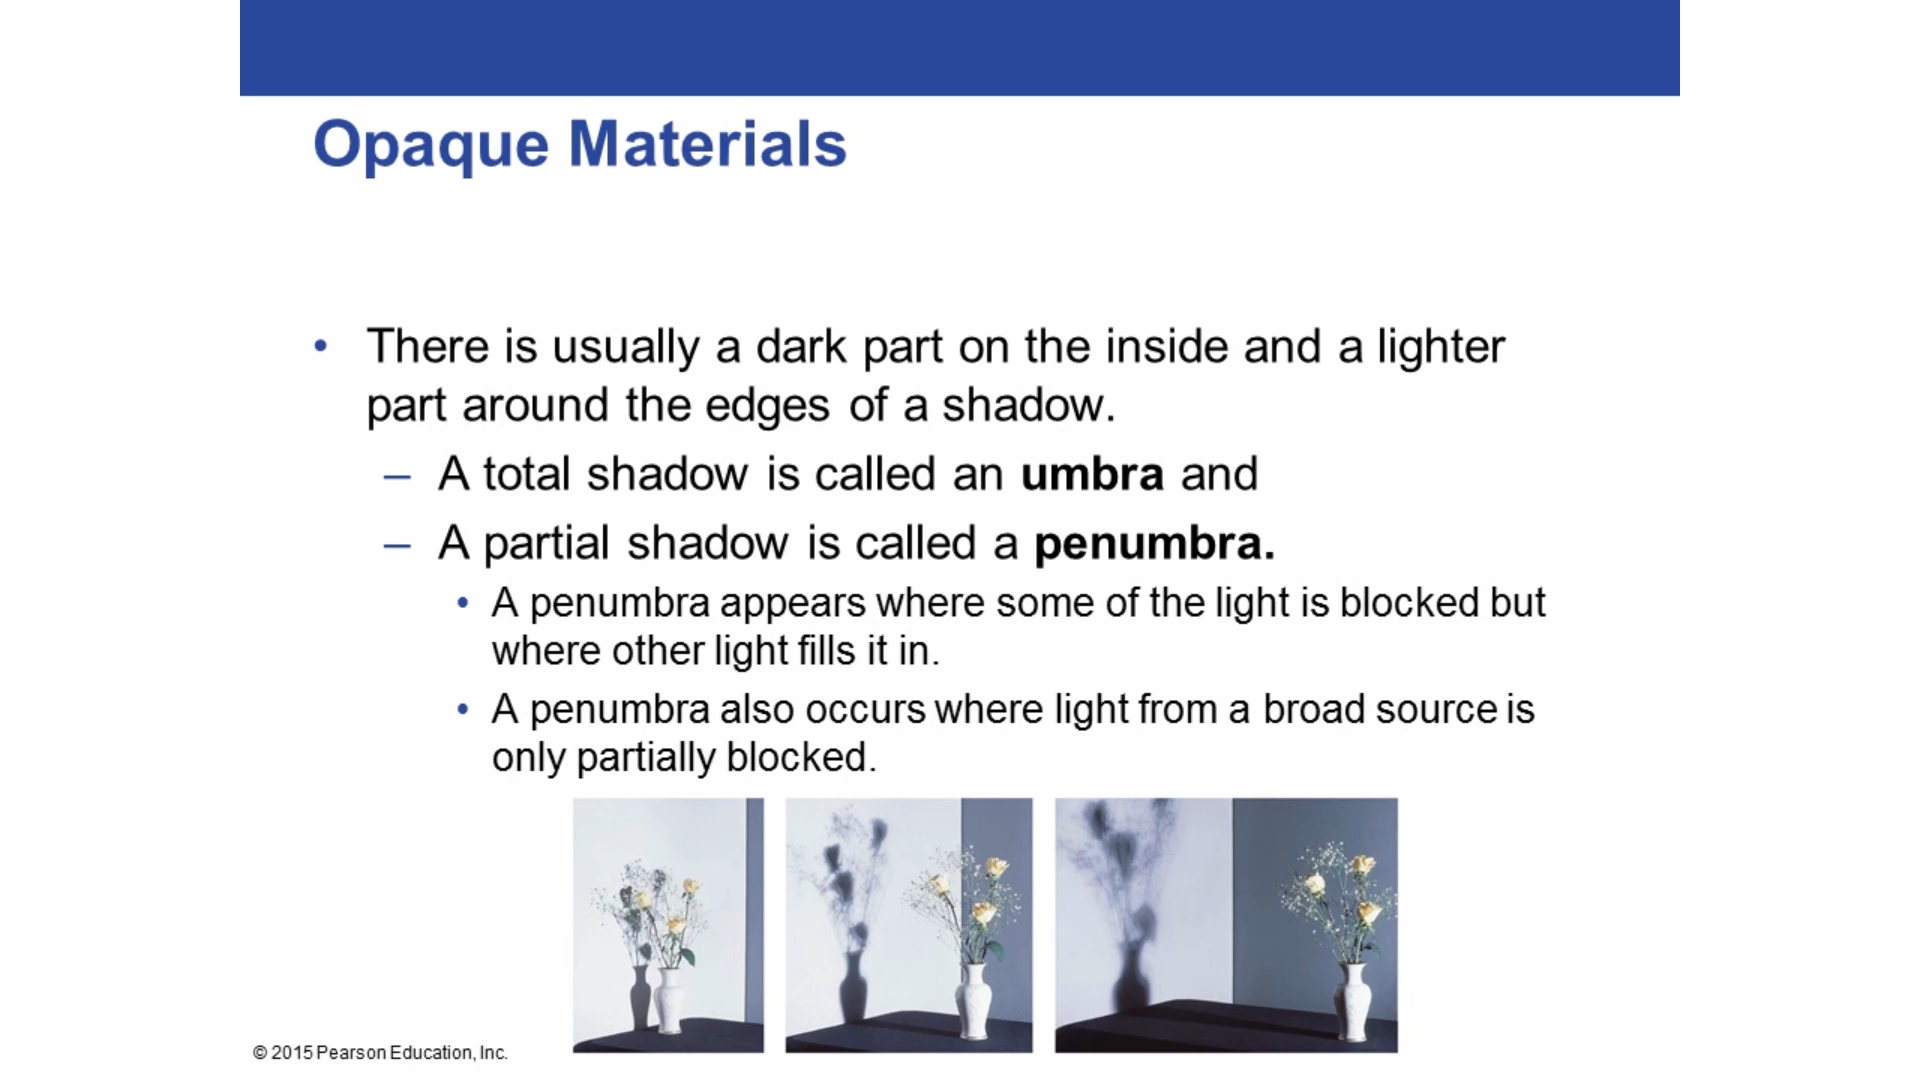 Opaque Materials
• There is usually a dark part on the inside and a lighter
part around the edges of a shadow.
– A total shadow is called an umbra and
– A partial shadow is called a penumbra.
• A penumbra appears where some of the light is blocked but
where other light fills it in.
• A penumbra also occurs where light from a broad source is
only partially blocked.
© 2015 Pearson Education, Inc.